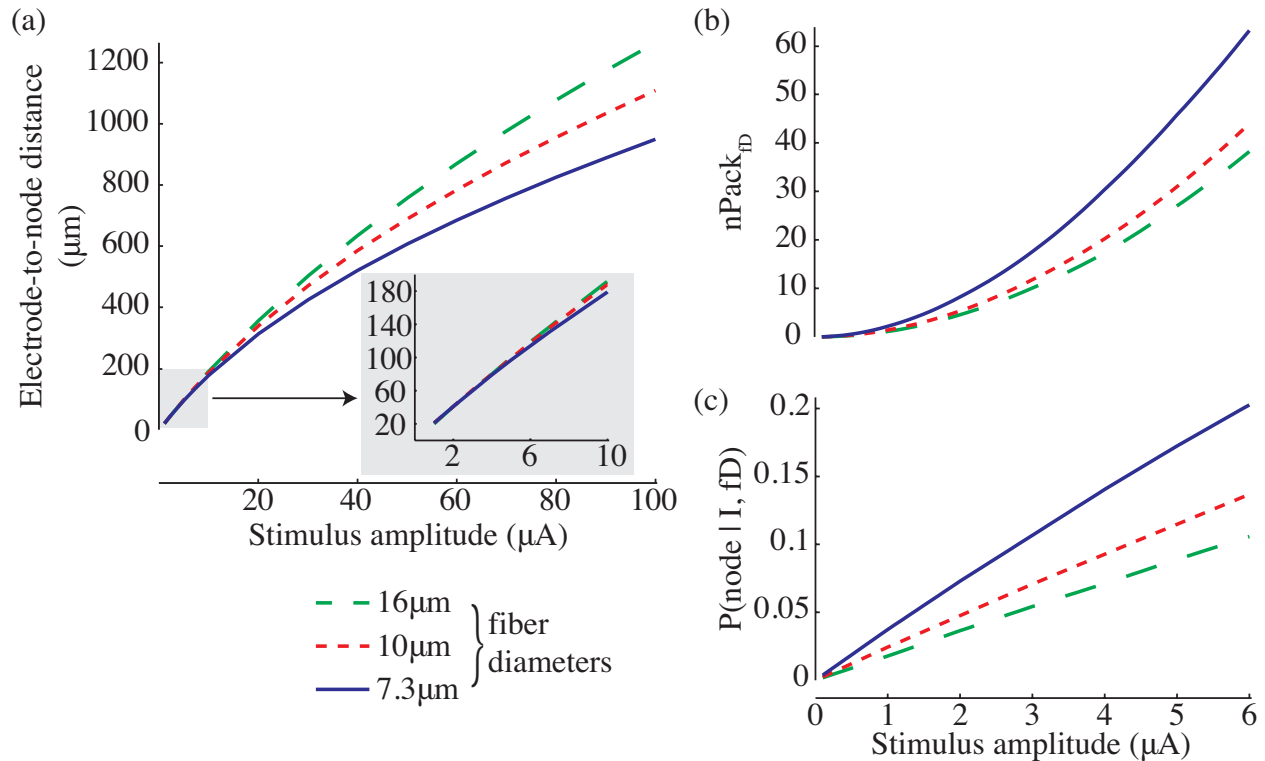 (a)
Electrode-to-node distance
(μm)
1200
1000
800
600
400
200
0
180
140
100
60
20
2 6 10
20 40 60 80 100
Stimulus amplitude (μA)
16μm
10μm
7.3μm
fiber
diameters
(b)
nPack_fD
60
50
40
30
20
10
0
(c)
P(node | I, fD)
0.2
0.15
0.1
0.05
0
0 1 2 3 4 5 6
Stimulus amplitude (μA)